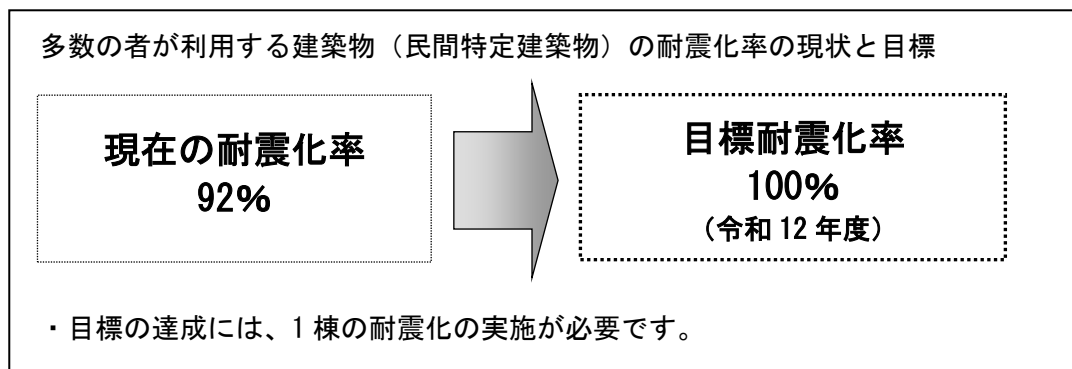 多数の者が利用する建築物（民間特定建築物）の耐震化率の現状と目標
現在の耐震化率
92%
目標耐震化率
100%
（令和 12 年度）
・目標の達成には、1 棟の耐震化の実施が必要です。